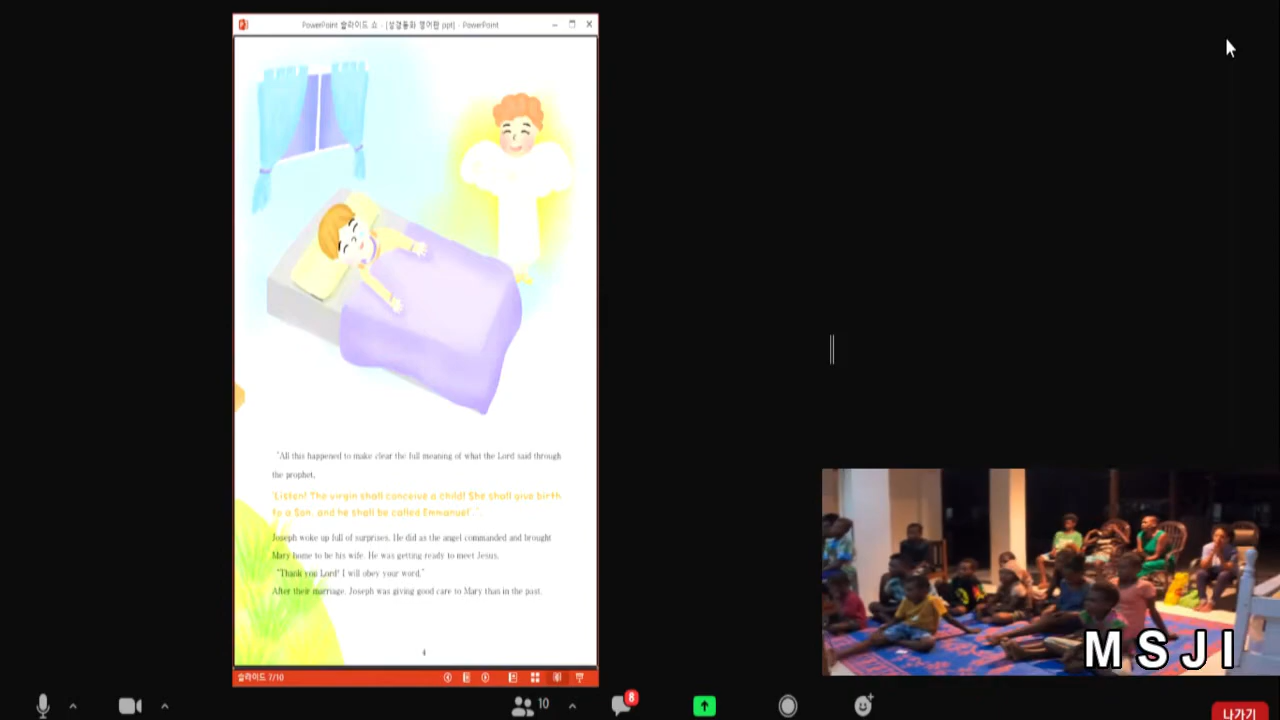 PowerPoint 슬라이드 쇼 - [성경동화 영어판 ppt] - PowerPoint
"All this happened to make clear the full meaning of what the Lord said through
the prophet,
'Listen! The virgin shall conceive a child! She shall give birth
to a Son, and he shall be called Emmanuel'.".
Joseph woke up full of surprises. He did as the angel commanded and brought
Mary home to be his wife. He was getting ready to meet Jesus.
"Thank you Lord! I will obey your word."
After their marriage, Joseph was giving good care to Mary than in the past.
4
슬라이드 7/10
MSJI
10
8
나가기